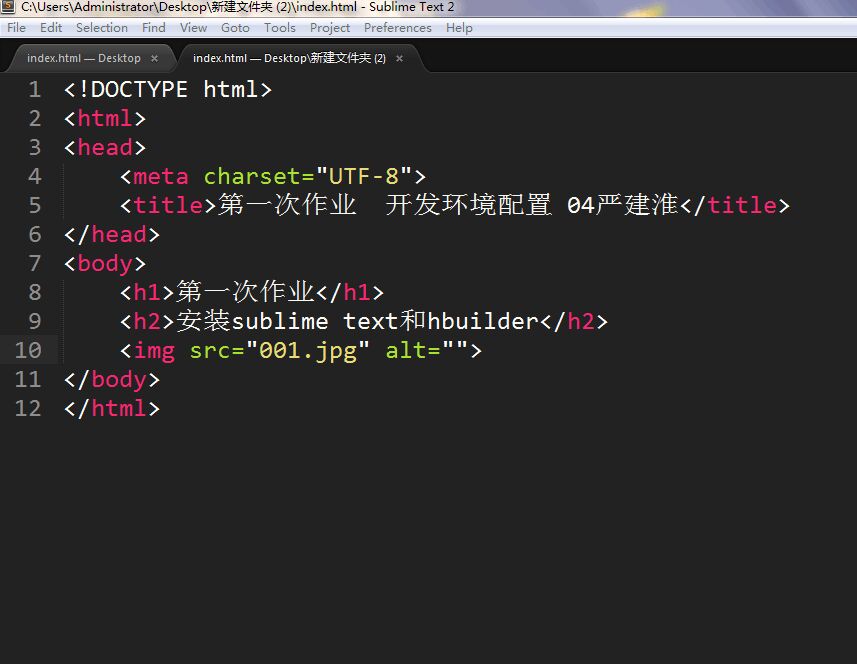 C:\Users\Administrator\Desktop\新建文件夹 (2)\index.html - Sublime Text 2
File Edit Selection Find View Goto Tools Project Preferences Help
index.html — Desktop × index.html — Desktop\新建文件夹 (2) ×
1 <!DOCTYPE html>
2 <html>
3 <head>
4     <meta charset="UTF-8">
5     <title>第一次作业  开发环境配置 04严建淮</title>
6 </head>
7 <body>
8     <h1>第一次作业</h1>
9     <h2>安装sublime text和hbuilder</h2>
10     <img src="001.jpg" alt="">
11 </body>
12 </html>